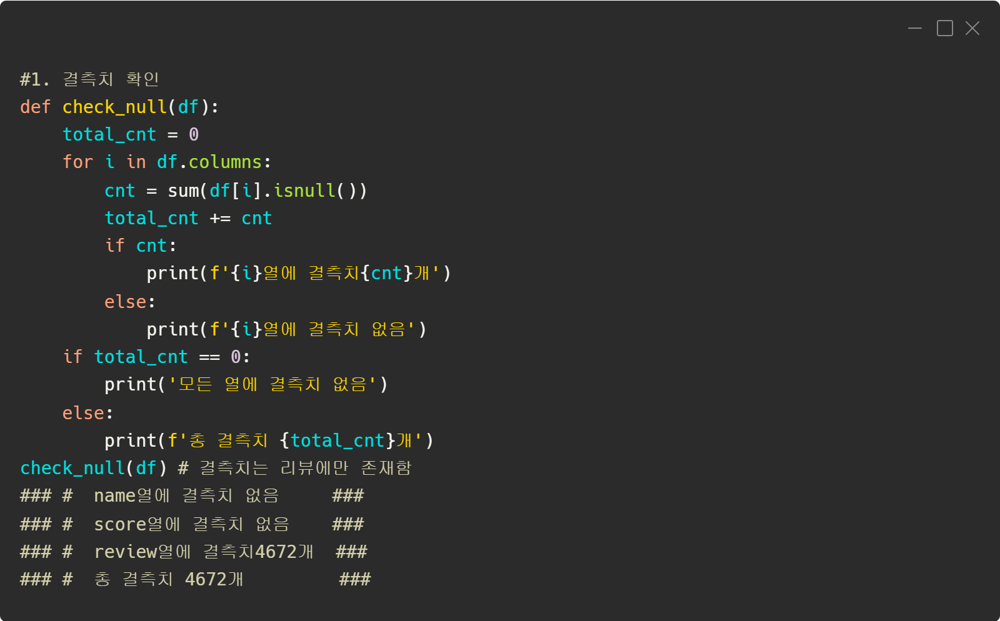 #1. 결측치 확인
def check_null(df):
    total_cnt = 0
    for i in df.columns:
        cnt = sum(df[i].isnull())
        total_cnt += cnt
        if cnt:
            print(f'{i}열에 결측치{cnt}개')
        else:
            print(f'{i}열에 결측치 없음')
    if total_cnt == 0:
        print('모든 열에 결측치 없음')
    else:
        print(f'총 결측치 {total_cnt}개')
check_null(df) # 결측치는 리뷰에만 존재함
### #  name열에 결측치 없음     ###
### #  score열에 결측치 없음    ###
### #  review열에 결측치4672개  ###
### #  총 결측치 4672개         ###